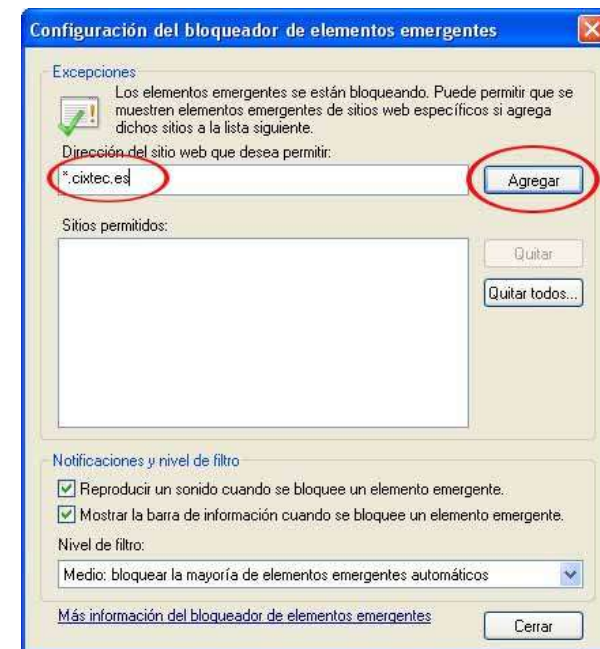 Configuración del bloqueador de elementos emergentes
Excepciones
Los elementos emergentes se están bloqueando. Puede permitir que se
muestren elementos emergentes de sitios web específicos si agrega
dichos sitios a la lista siguiente.
Dirección del sitio web que desea permitir:
*.cixtec.es
Agregar
Sitios permitidos:
Quitar
Quitar todos...
Notificaciones y nivel de filtro
Reproducir un sonido cuando se bloquee un elemento emergente.
Mostrar la barra de información cuando se bloquee un elemento emergente.
Nivel de filtro:
Medio: bloquear la mayoría de elementos emergentes automáticos
Más información del bloqueador de elementos emergentes
Cerrar